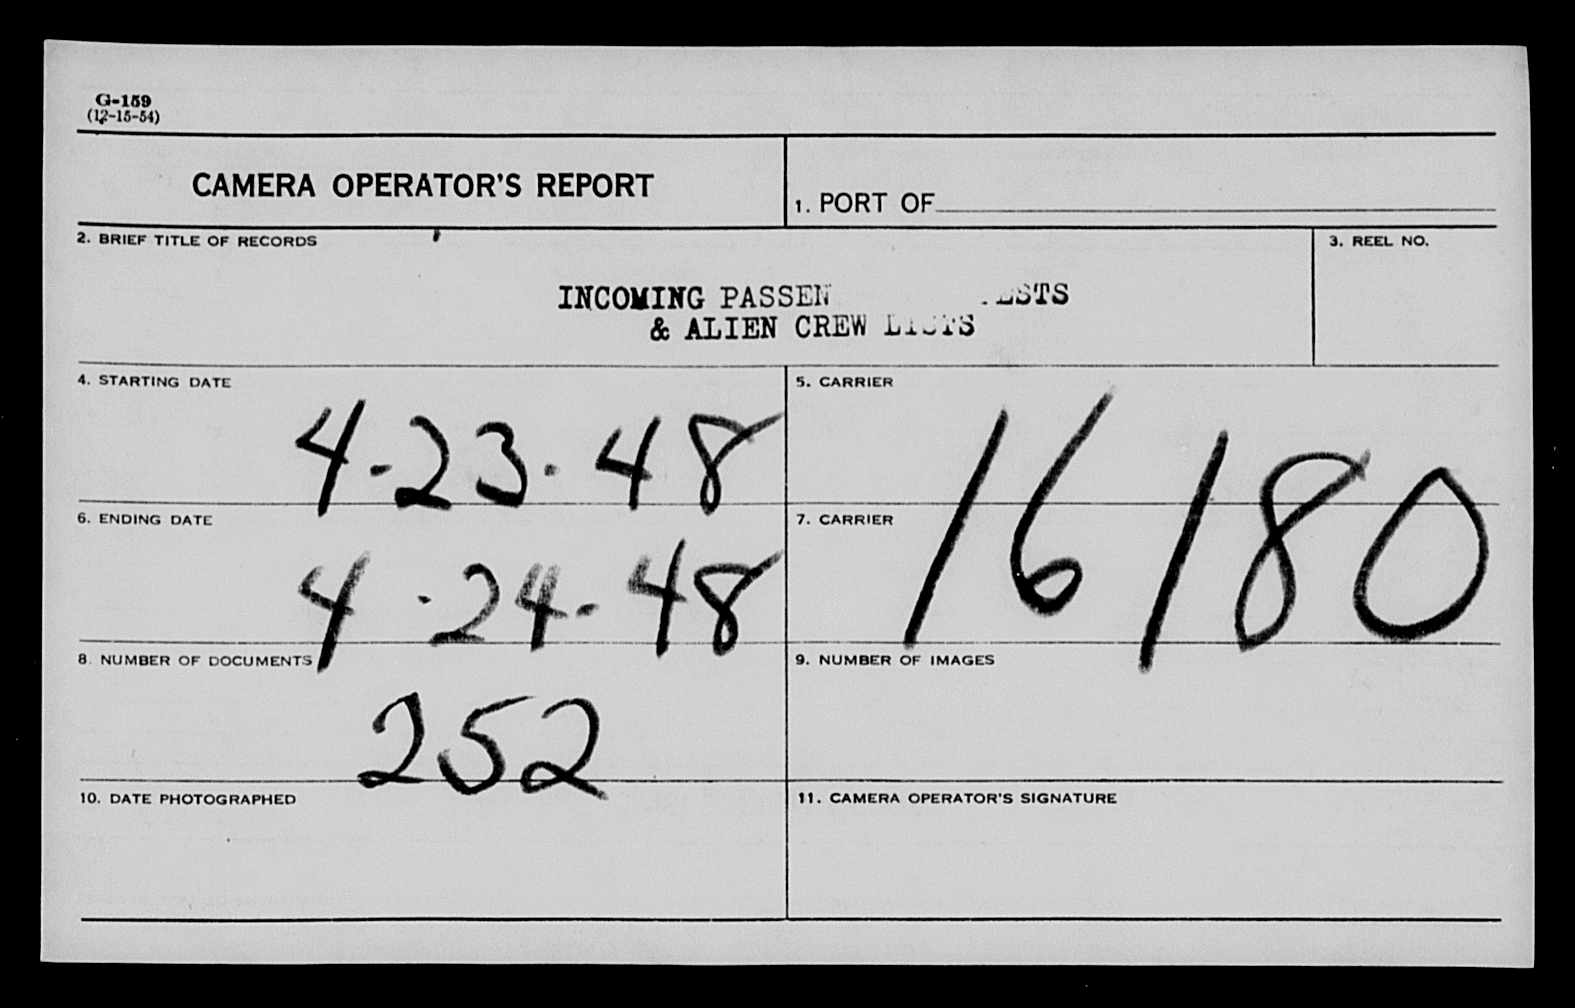 G-159
(12-15-54)
CAMERA OPERATOR'S REPORT
1. PORT OF
2. BRIEF TITLE OF RECORDS
3. REEL NO.
INCOMING PASSEN
& ALIEN CREW LISTS
4. STARTING DATE
4-23-48
5. CARRIER
16180
6. ENDING DATE
4-24-48
7. CARRIER
8. NUMBER OF DOCUMENTS
252
9. NUMBER OF IMAGES
10. DATE PHOTOGRAPHED
11. CAMERA OPERATOR'S SIGNATURE